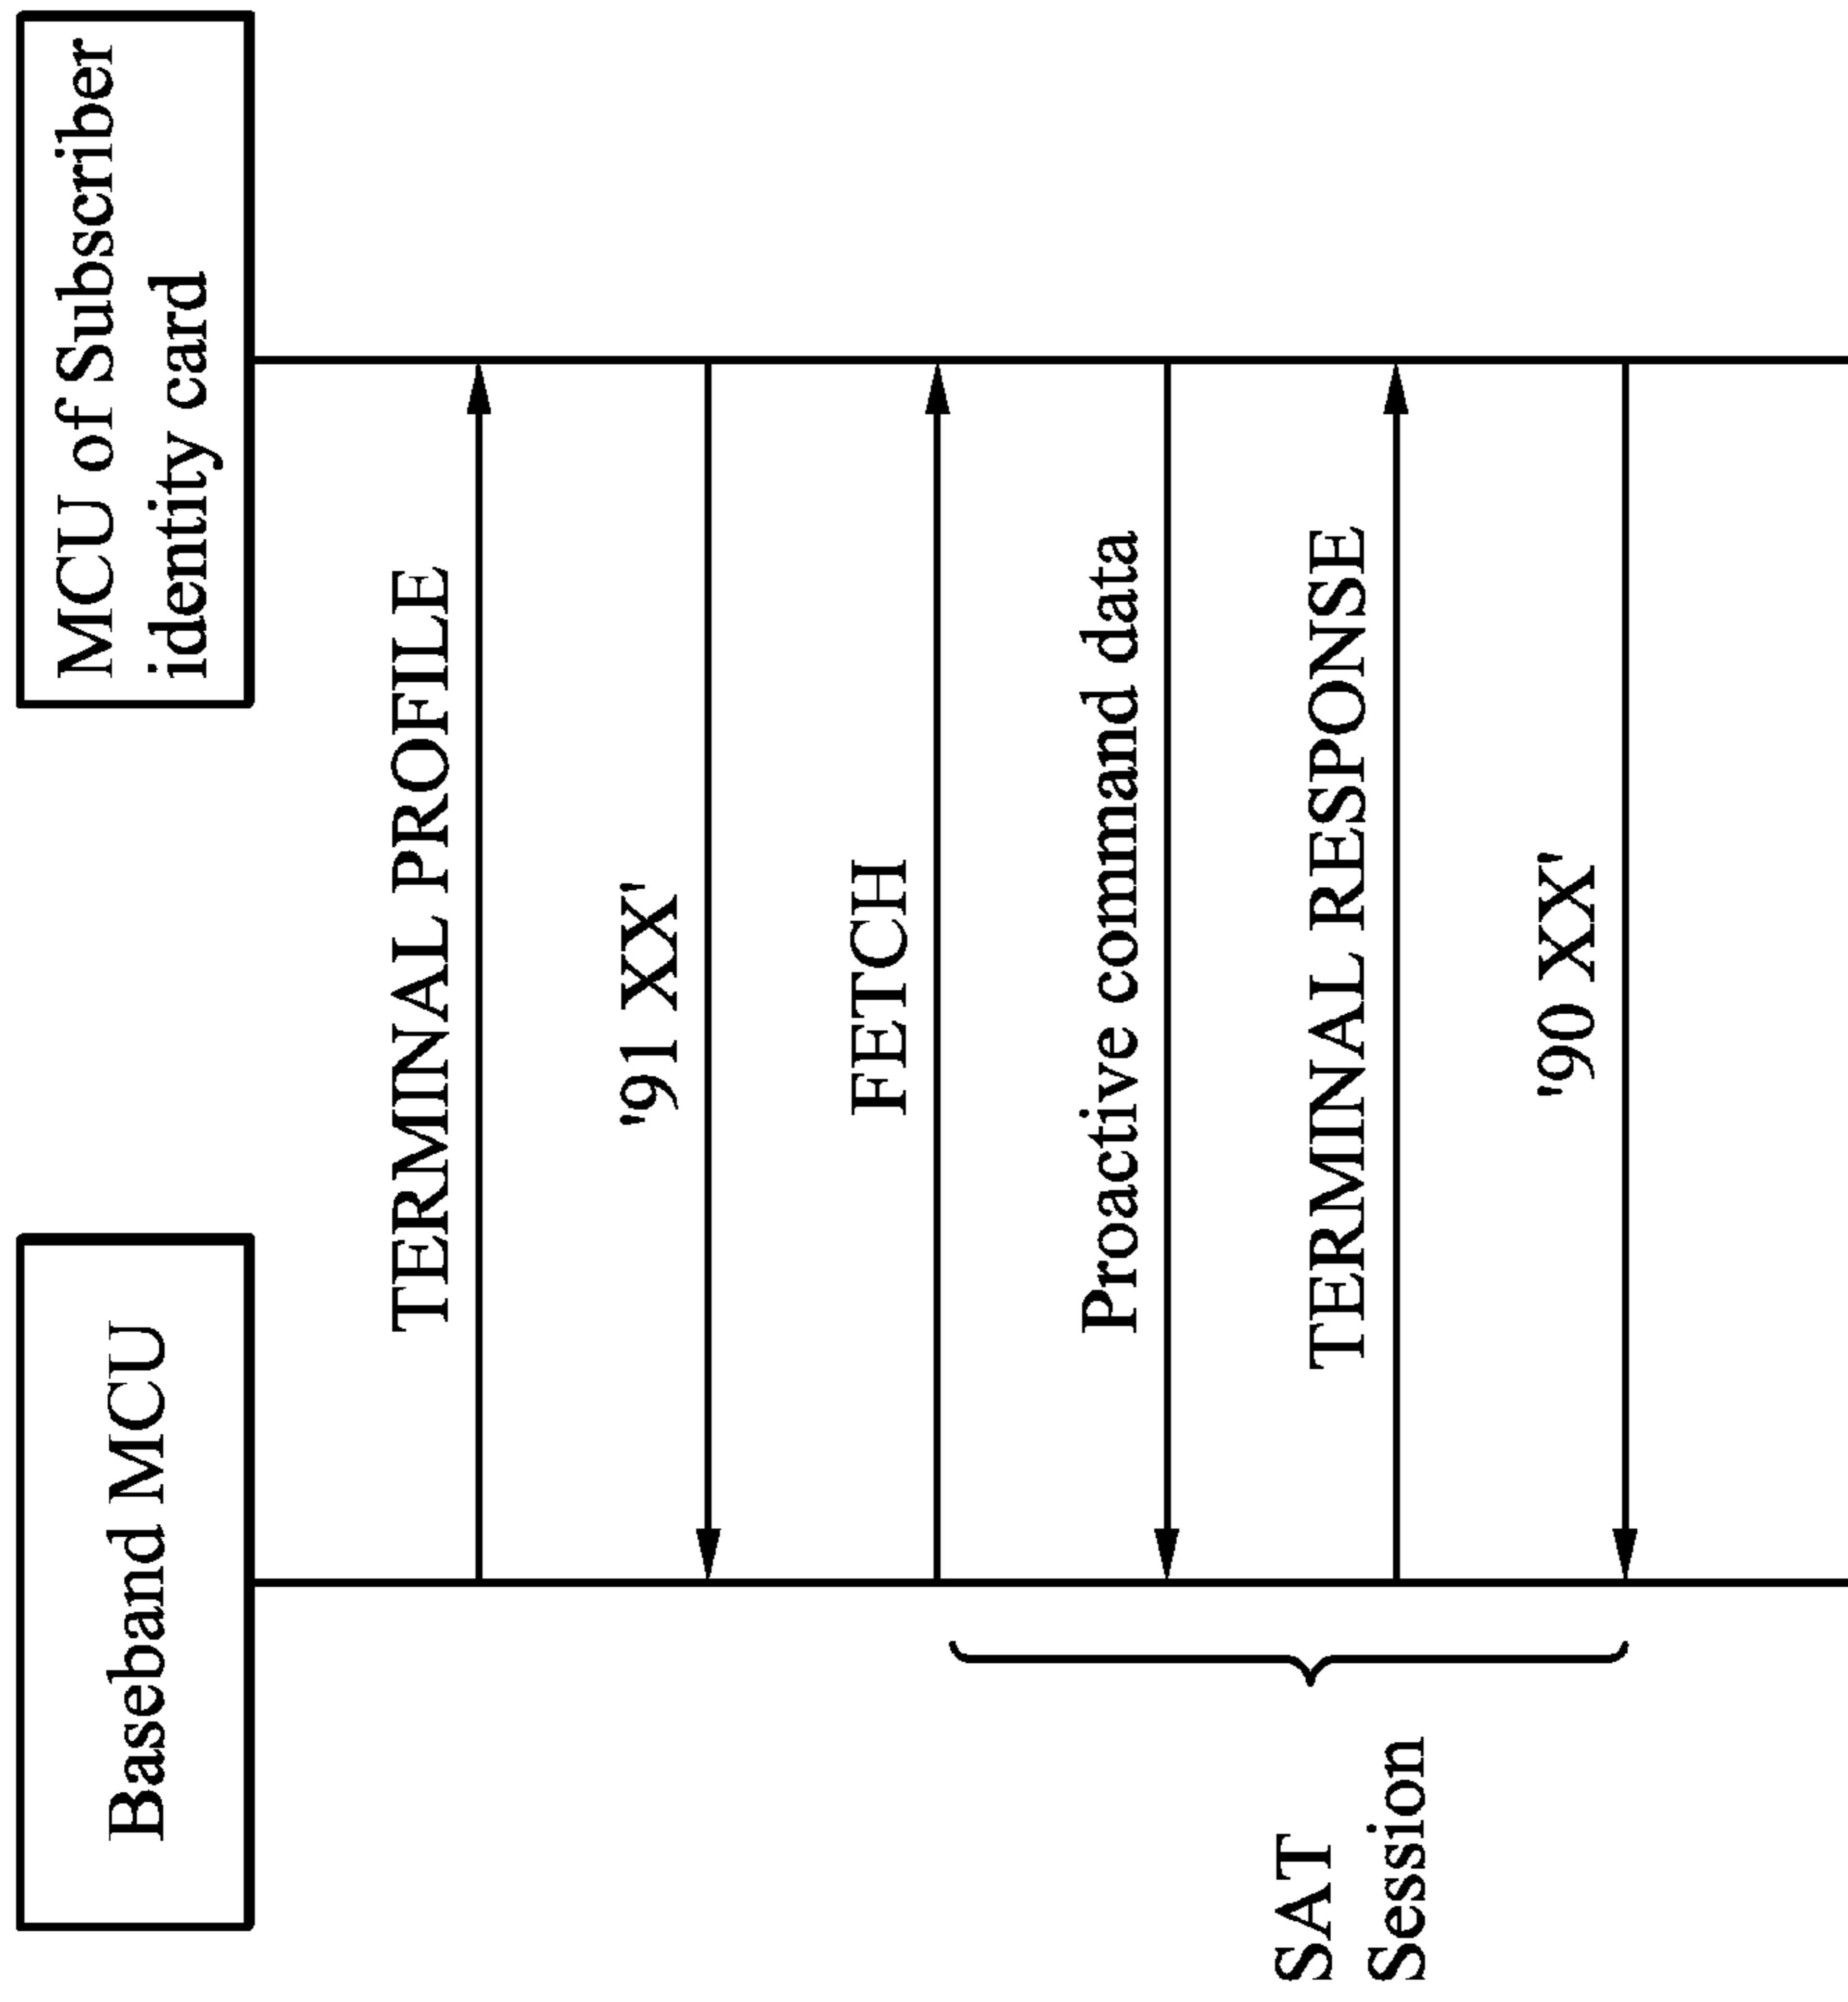 Baseband MCU
MCU of Subscriber
identity card
TERMINAL PROFILE
'91 XX'
FETCH
Proactive command data
TERMINAL RESPONSE
'90 XX'
SAT
Session